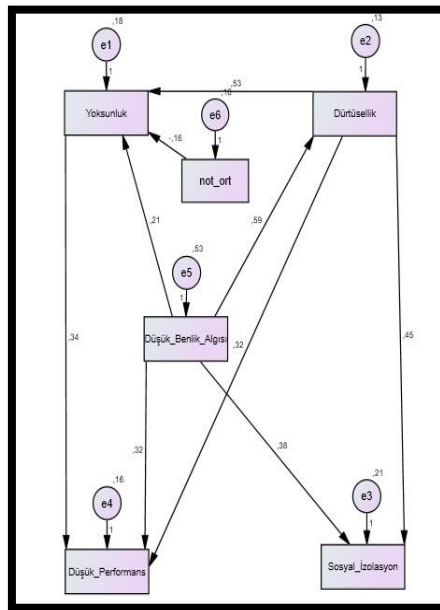 ,18
e1
1
,13
e2
1
Yoksunluk
,53
Dürtüsellik
e6
1
-,16
not_ort
,21
,59
,53
e5
1
Düşük_Benlik_Algısı
,34
,32
,45
,32
,38
,16
e4
1
,21
e3
1
Düşük_Performans
Sosyal_İzolasyon